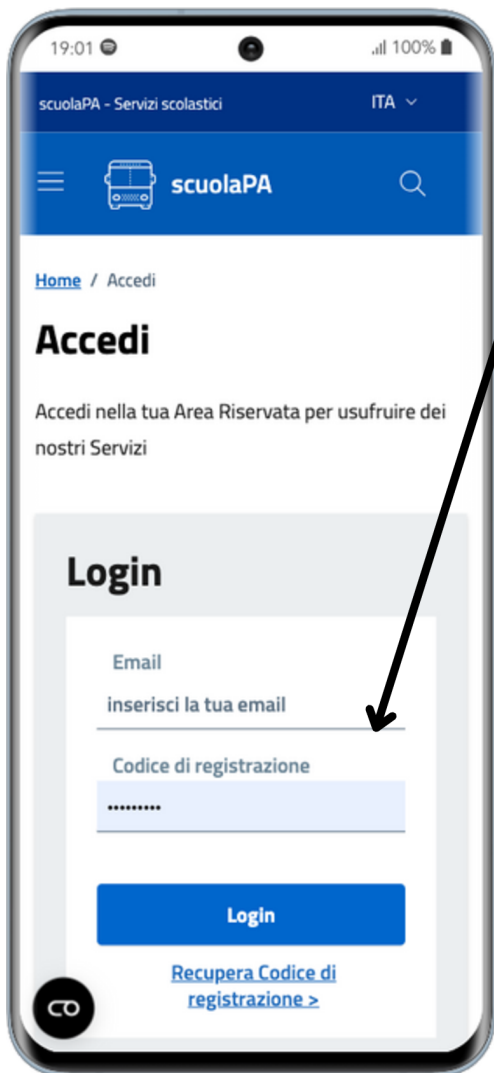 19:01 100%
scuolaPA - Servizi scolastici ITA
scuolaPA
Home / Accedi
Accedi
Accedi nella tua Area Riservata per usufruire dei
nostri Servizi
Login
Email
inserisci la tua email
Codice di registrazione
•••••••••
Login
Recupera Codice di
registrazione >